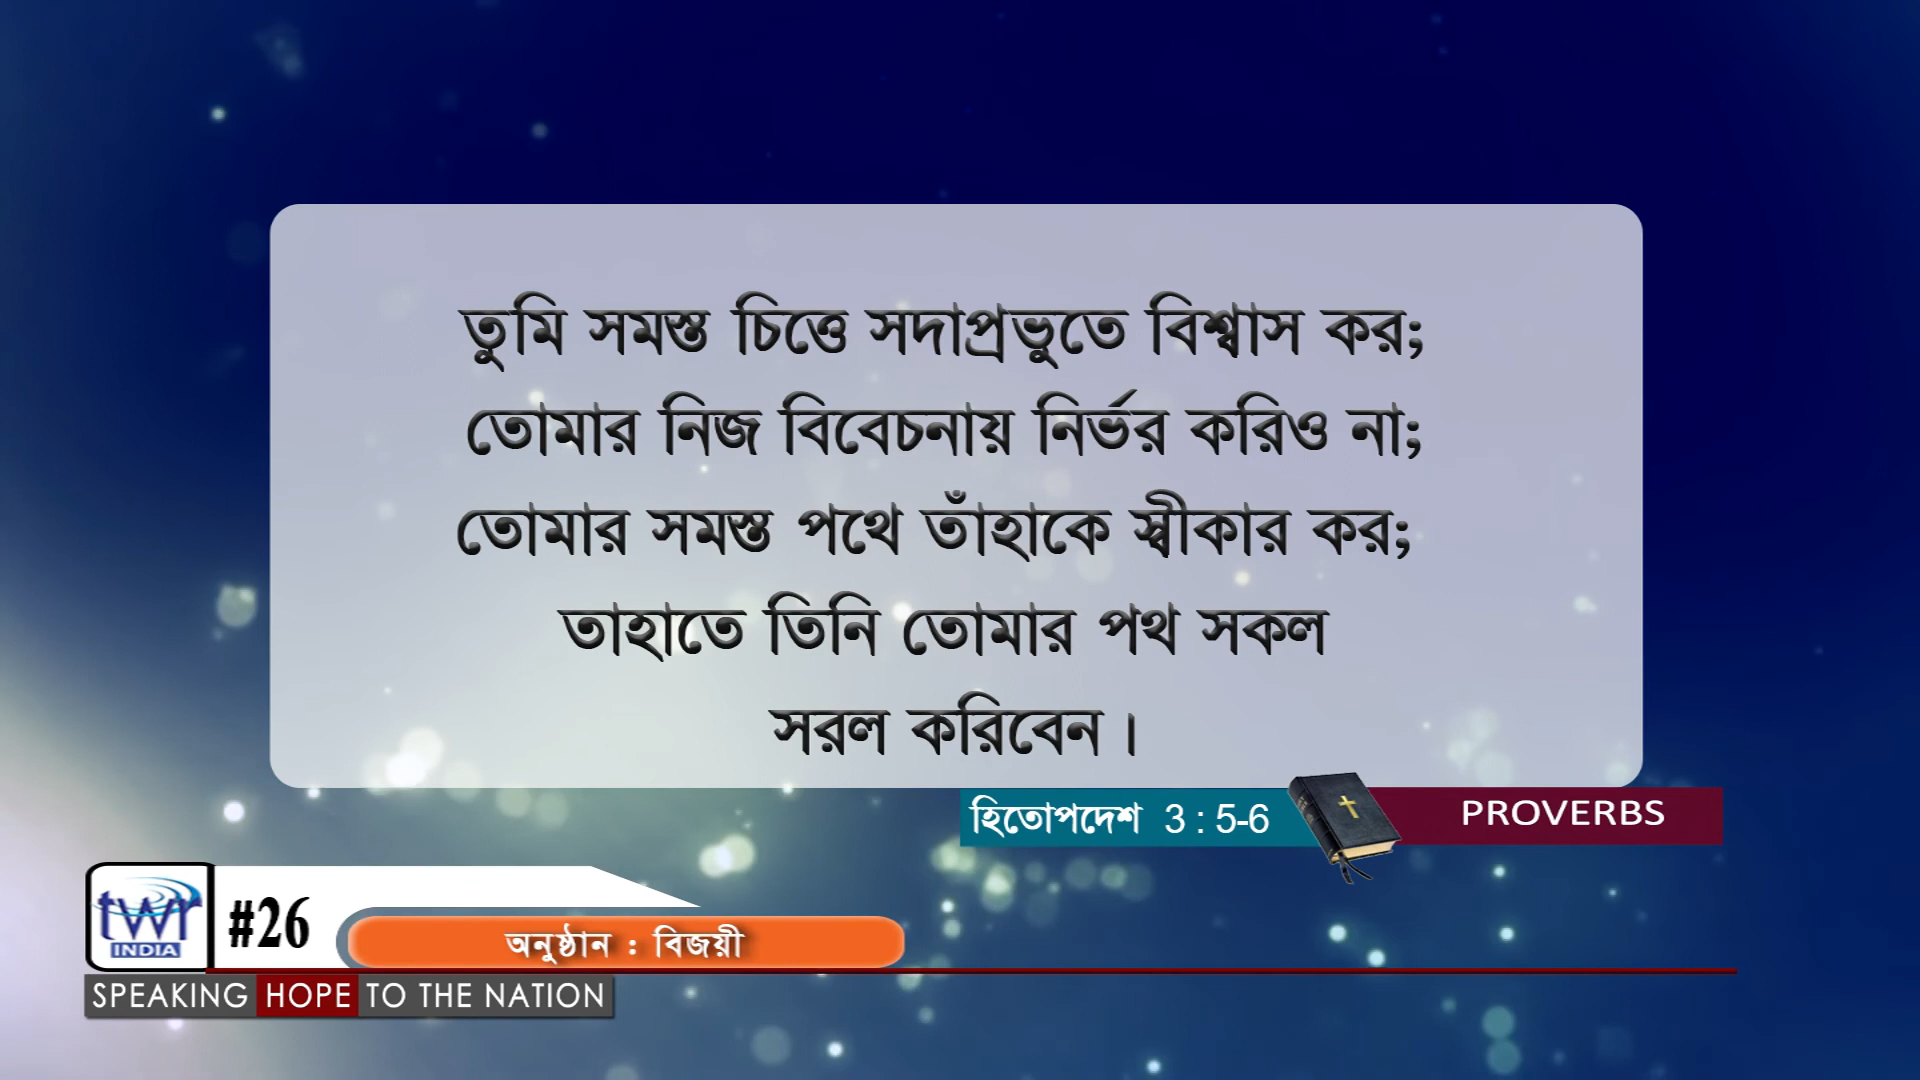 তুমি সমস্ত চিত্তে সদাপ্রভুতে বিশ্বাস কর;
তোমার নিজ বিবেচনায় নির্ভর করিও না;
তোমার সমস্ত পথে তাঁহাকে স্বীকার কর;
তাহাতে তিনি তোমার পথ সকল
সরল করিবেন।
হিতোপদেশ 3 : 5-6
PROVERBS
twr
INDIA
#26
অনুষ্ঠান : বিজয়ী
SPEAKING HOPE TO THE NATION